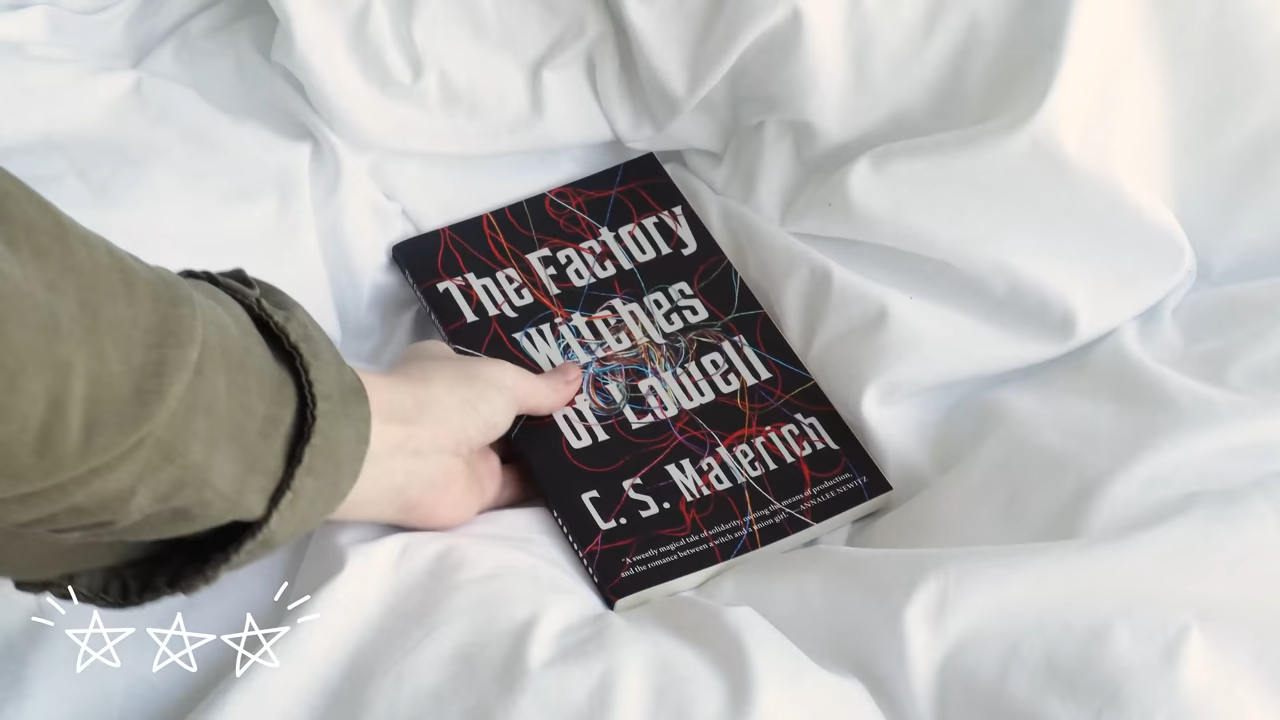 The Factory
Witches
of Lowell
C. S. Malerich
"A sweetly magical tale of solidarity, owning the means of production,
and the romance between a witch and a union girl." —ANNALEE NEWITZ